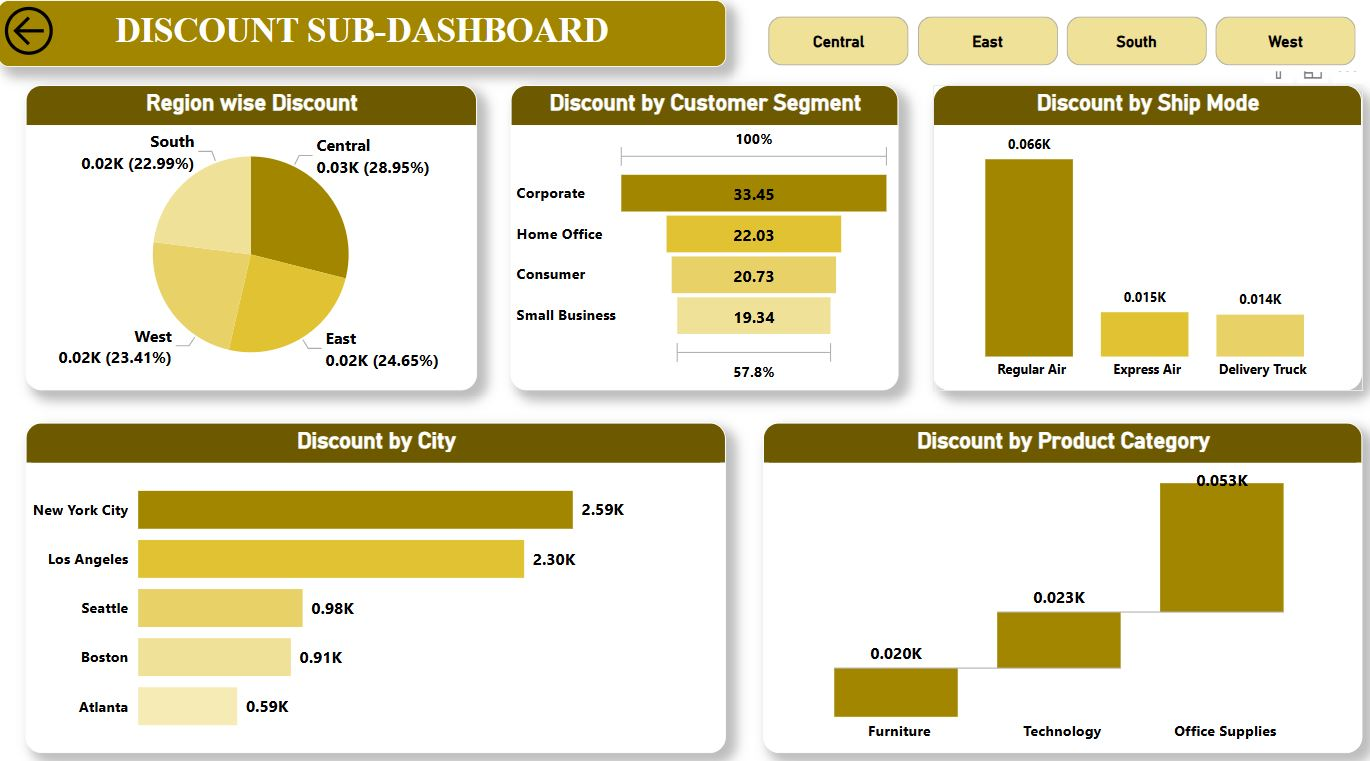 DISCOUNT SUB-DASHBOARD
Central
East
South
West
Region wise Discount
South
0.02K (22.99%)
Central
0.03K (28.95%)
West
0.02K (23.41%)
East
0.02K (24.65%)
Discount by Customer Segment
100%
Corporate
33.45
Home Office
22.03
Consumer
20.73
Small Business
19.34
57.8%
Discount by Ship Mode
0.066K
0.015K
0.014K
Regular Air
Express Air
Delivery Truck
Discount by City
New York City
2.59K
Los Angeles
2.30K
Seattle
0.98K
Boston
0.91K
Atlanta
0.59K
Discount by Product Category
0.020K
0.023K
0.053K
Furniture
Technology
Office Supplies